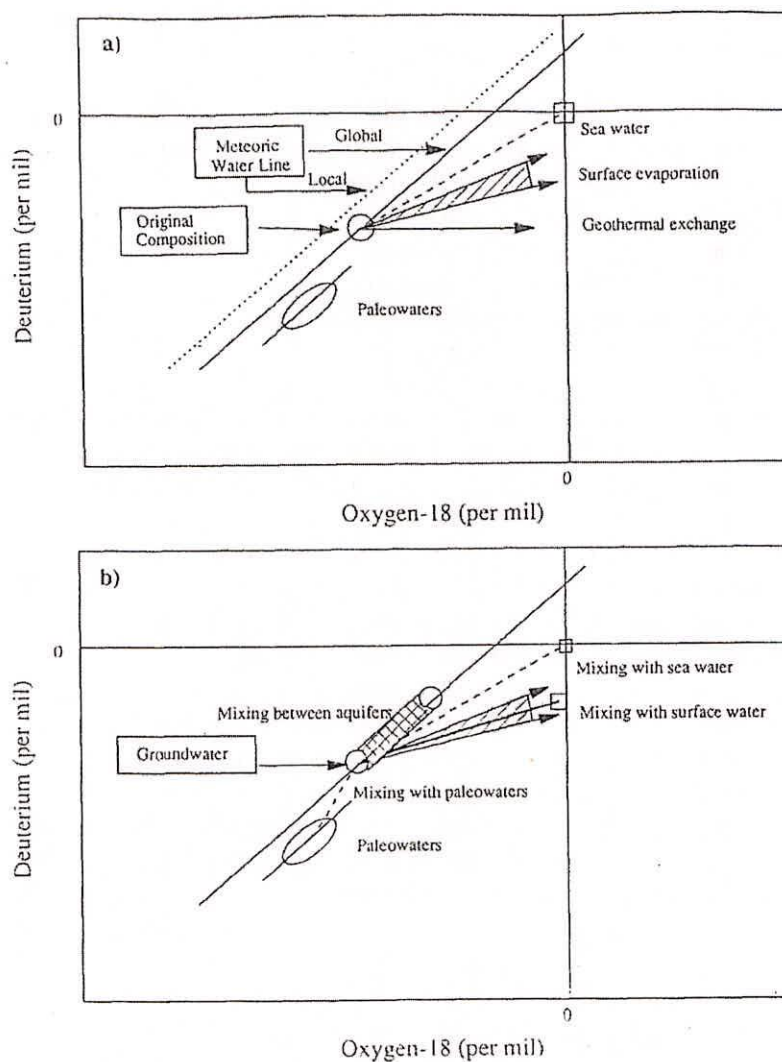 a)
0
Meteoric
Water Line
Global
Local
Original
Composition
Sea water
Surface evaporation
Geothermal exchange
Paleowaters
Deuterium (per mil)
0
Oxygen-18 (per mil)
b)
0
Mixing between aquifers
Mixing with sea water
Mixing with surface water
Groundwater
Mixing with paleowaters
Paleowaters
Deuterium (per mil)
0
Oxygen-18 (per mil)